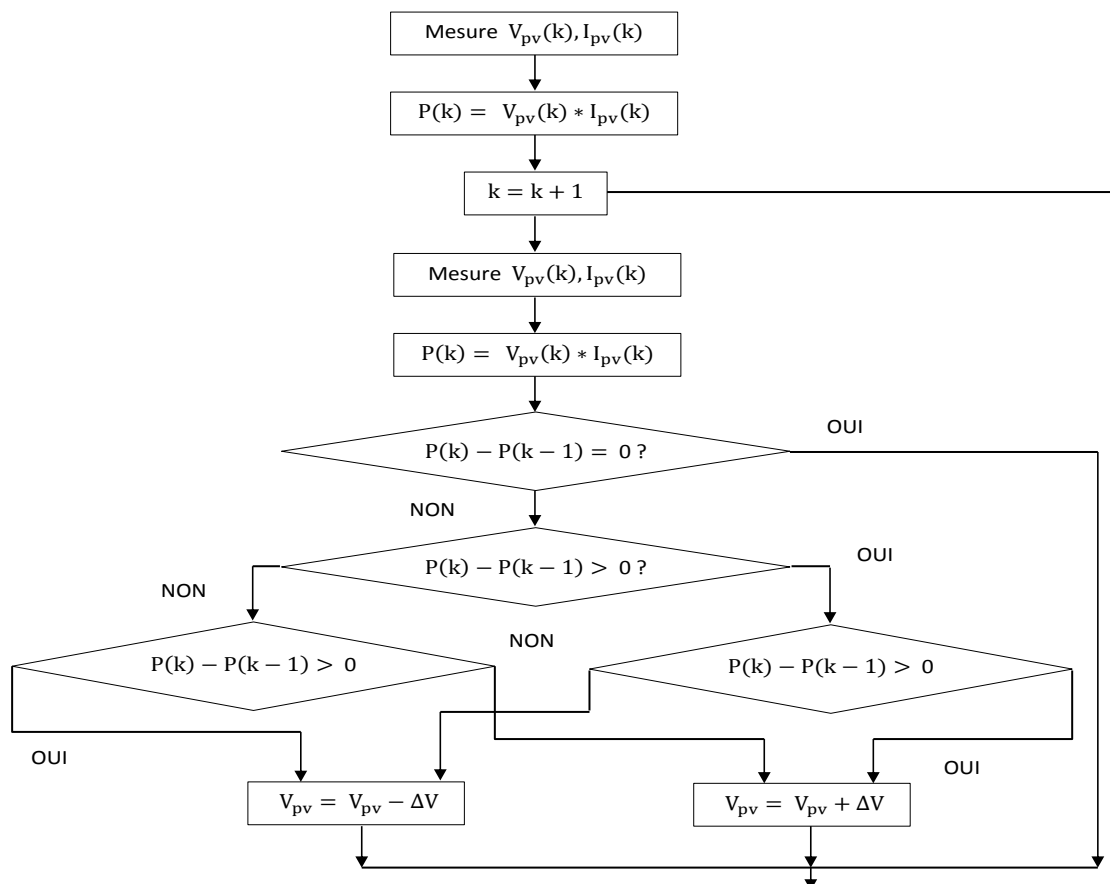 Mesure V_pv(k), I_pv(k)
P(k) = V_pv(k) * I_pv(k)
k = k + 1
Mesure V_pv(k), I_pv(k)
P(k) = V_pv(k) * I_pv(k)
OUI
P(k) − P(k − 1) = 0 ?
NON
P(k) − P(k − 1) > 0 ?
OUI
NON
NON
P(k) − P(k − 1) > 0
P(k) − P(k − 1) > 0
OUI
OUI
V_pv = V_pv − ΔV
V_pv = V_pv + ΔV